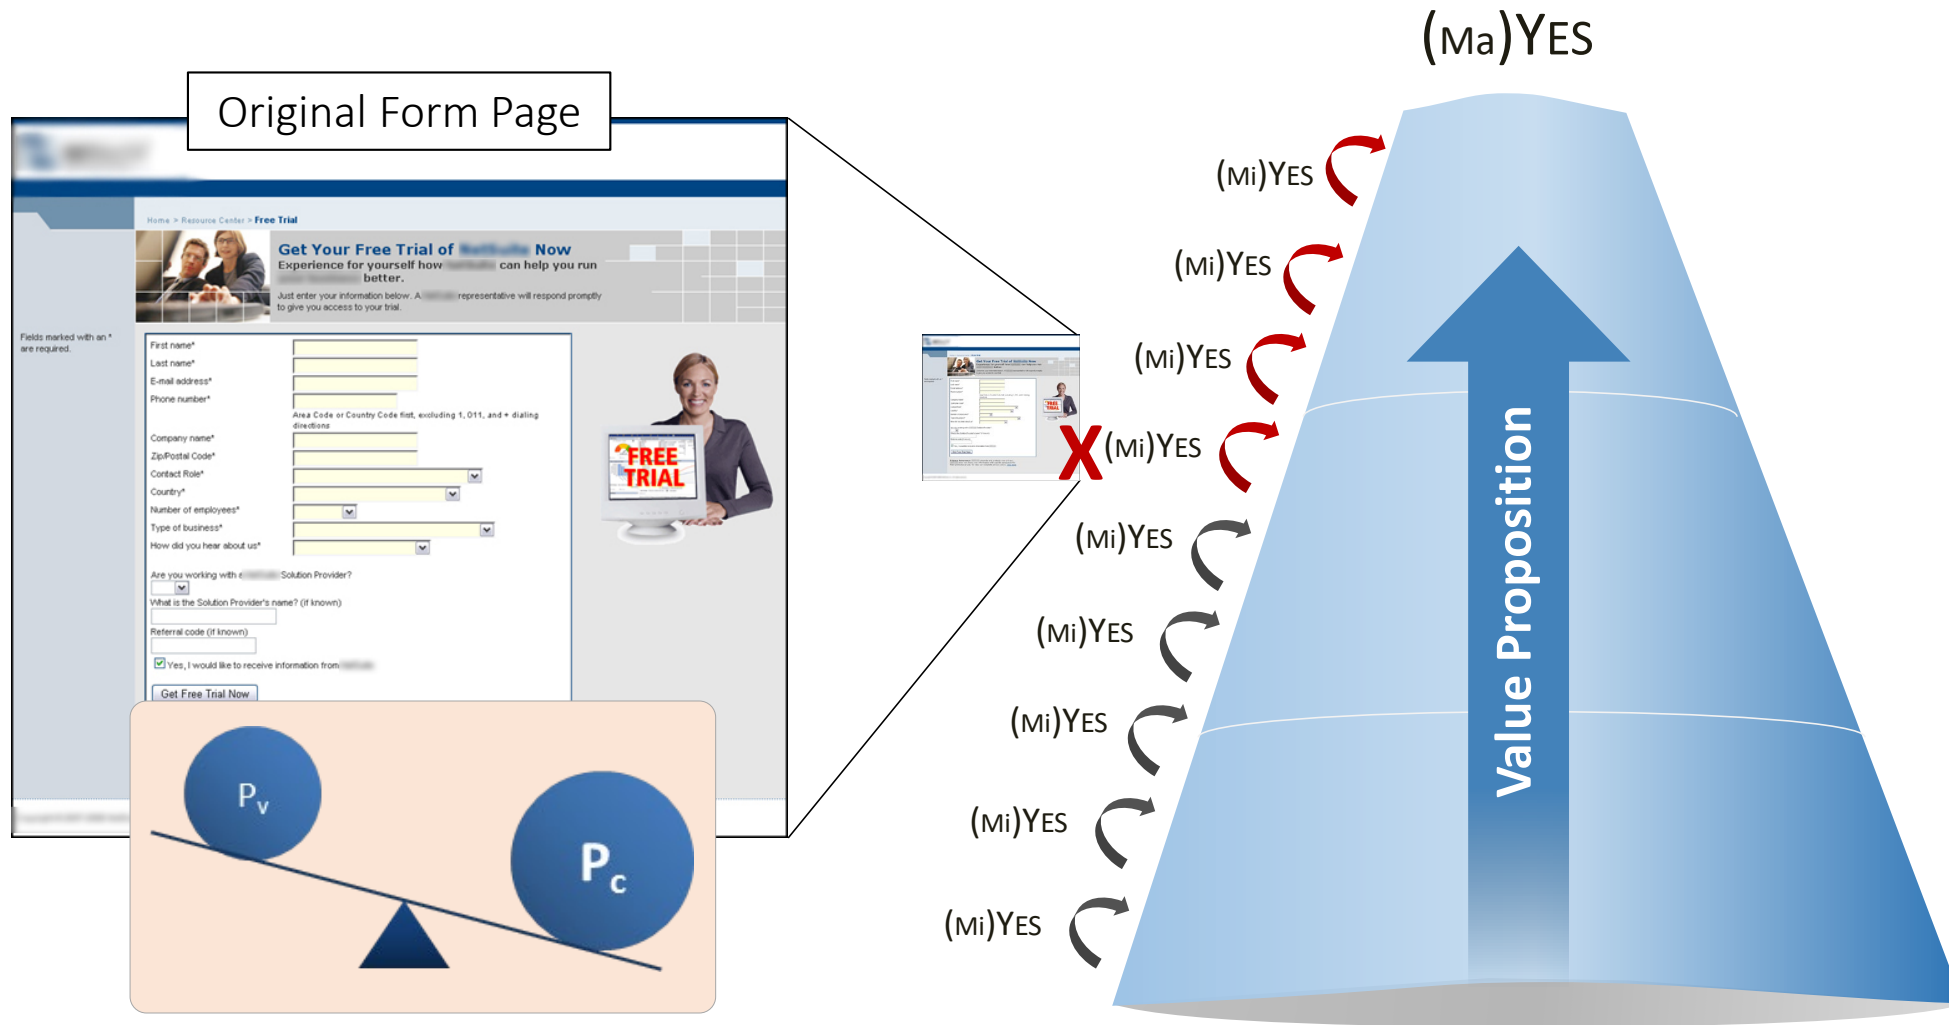 Original Form Page
Home > Resource Center > Free Trial
Get Your Free Trial of Now
Experience for yourself how can help you run
better.
Just enter your information below. A representative will respond promptly
to give you access to your trial.
Fields marked with an *
are required.
First name*
Last name*
E-mail address*
Phone number*
Area Code or Country Code first, excluding 1, 011, and + dialing
directions
Company name*
Zip/Postal Code*
Contact Role*
Country*
Number of employees*
Type of business*
How did you hear about us*
Are you working with a Solution Provider?
What is the Solution Provider's name? (if known)
Referral code (if known)
Yes, I would like to receive information from
Get Free Trial Now
FREE
TRIAL
Pv
Pc
X
(Ma)YES
(Mi)YES
(Mi)YES
(Mi)YES
(Mi)YES
(Mi)YES
(Mi)YES
(Mi)YES
(Mi)YES
(Mi)YES
Value Proposition